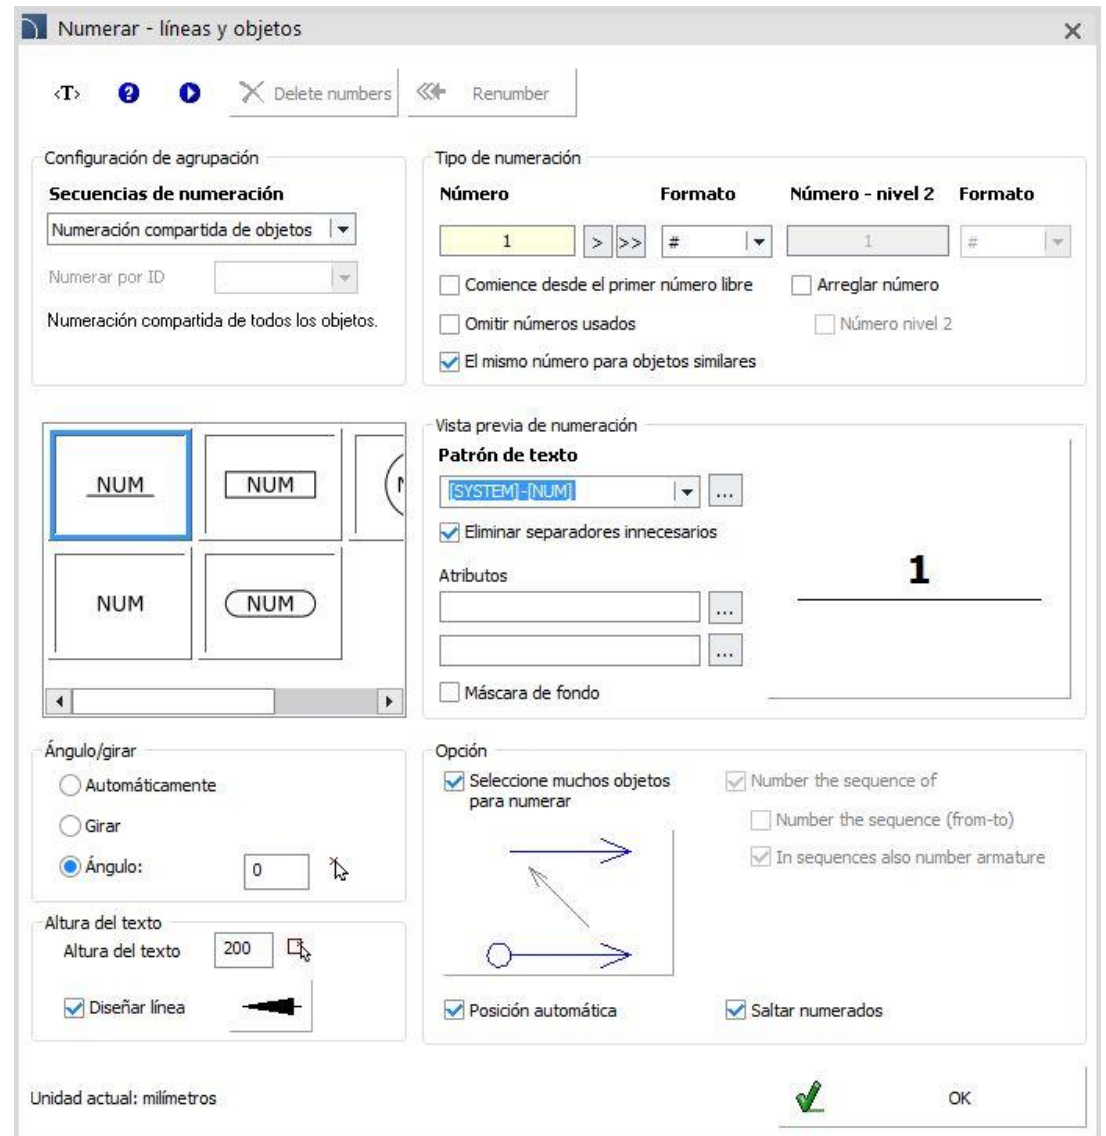 Numerar - líneas y objetos
<T>
?
Delete numbers
Renumber
Configuración de agrupación
Secuencias de numeración
Numeración compartida de objetos
Numerar por ID
Numeración compartida de todos los objetos.
Tipo de numeración
Número Formato Número - nivel 2 Formato
1 > >> # 1 #
Comience desde el primer número libre
Arreglar número
Omitir números usados
Número nivel 2
El mismo número para objetos similares
NUM
NUM
N
NUM
NUM
Vista previa de numeración
Patrón de texto
[SYSTEM]-[NUM]
...
Eliminar separadores innecesarios
Atributos
...
...
Máscara de fondo
1
Ángulo/girar
Automáticamente
Girar
Ángulo: 0
Altura del texto
Altura del texto 200
Diseñar línea
Opción
Seleccione muchos objetos
para numerar
Number the sequence of
Number the sequence (from-to)
In sequences also number armature
Posición automática
Saltar numerados
Unidad actual: milímetros
OK